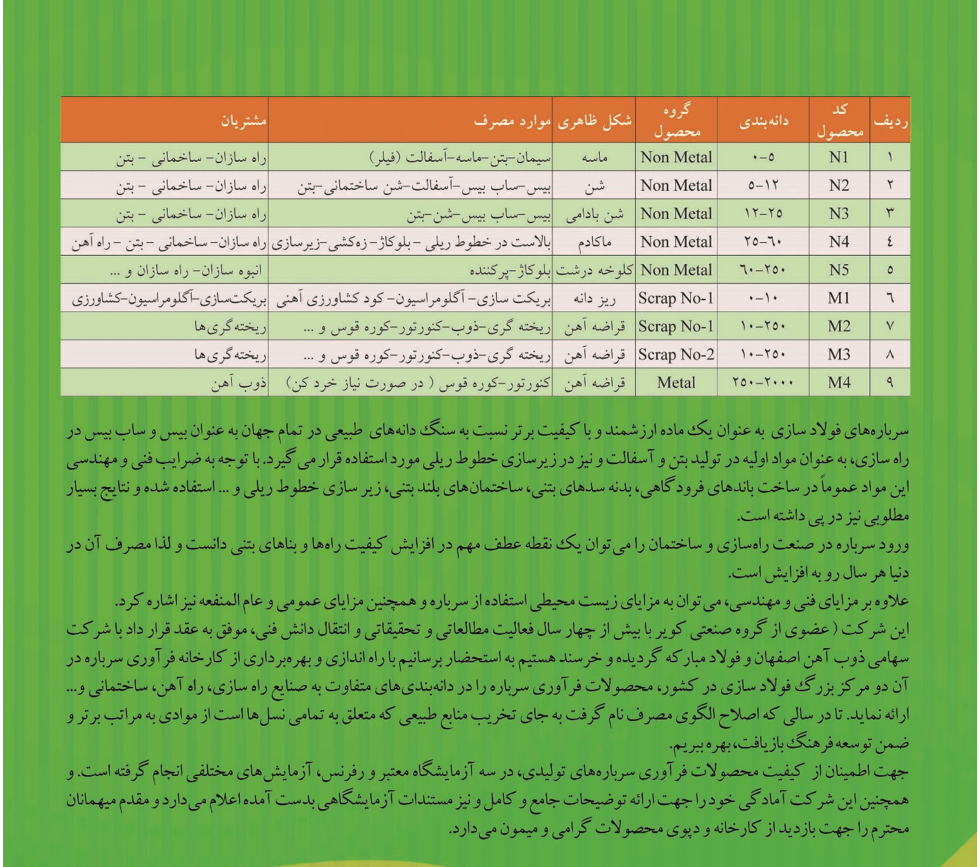 ردیف کد محصول دانه‌بندی گروه محصول شکل ظاهری موارد مصرف مشتریان
۱ N1 ۰-۵ Non Metal ماسه سیمان-بتن-ماسه-آسفالت (فیلر) راه سازان- ساخمانی - بتن
۲ N2 ۵-۱۲ Non Metal شن بیس-ساب بیس-آسفالت-شن ساختمانی-بتن راه سازان- ساخمانی - بتن
۳ N3 ۱۲-۲۵ Non Metal شن بادامی بیس-ساب بیس-شن-بتن راه سازان- ساخمانی - بتن
٤ N4 ۲۵-٦۰ Non Metal ماکادم بالاست در خطوط ریلی - بلوکاژ- زه‌کشی-زیرسازی راه سازان- ساخمانی - بتن - راه آهن
٥ N5 ٦۰-۲۵۰ Non Metal کلوخه درشت بلوکاژ-پرکننده انبوه سازان- راه سازان و ...
٦ M1 ۰-۱۰ Scrap No-1 ریز دانه بریکت سازی- آگلومراسیون- کود کشاورزی آهنی بریکت‌سازی-آگلومراسیون-کشاورزی
۷ M2 ۱۰-۲۵۰ Scrap No-1 قراضه آهن ریخته گری-ذوب-کنورتور-کوره قوس و ... ریخته‌گری‌ها
۸ M3 ۱۰-۲۵۰ Scrap No-2 قراضه آهن ریخته گری-ذوب-کنورتور-کوره قوس و ... ریخته‌گری‌ها
۹ M4 ۲۵۰-۲۰۰۰ Metal قراضه آهن کنورتور-کوره قوس ( در صورت نیاز خرد کن) ذوب آهن
سرباره‌های فولاد سازی به عنوان یک ماده ارزشمند و با کیفیت برتر نسبت به سنگ دانه‌های طبیعی در تمام جهان به عنوان بیس و ساب بیس در
راه سازی، به عنوان مواد اولیه در تولید بتن و آسفالت و نیز در زیرسازی خطوط ریلی مورد استفاده قرار می گیرد. با توجه به ضرایب فنی و مهندسی
این مواد عموماً در ساخت باندهای فرودگاهی، بدنه سدهای بتنی، ساختمان‌های بلند بتنی، زیر سازی خطوط ریلی و ... استفاده شده و نتایج بسیار
مطلوبی نیز در پی داشته است.
ورود سرباره در صنعت راه‌سازی و ساختمان را می‌توان یک نقطه عطف مهم در افزایش کیفیت راه‌ها و بناهای بتنی دانست و لذا مصرف آن در
دنیا هر سال رو به افزایش است.
علاوه بر مزایای فنی و مهندسی، می‌توان به مزایای زیست محیطی استفاده از سرباره و همچنین مزایای عمومی و عام المنفعه نیز اشاره کرد.
این شرکت ( عضوی از گروه صنعتی کویر با بیش از چهار سال فعالیت مطالعاتی و تحقیقاتی و انتقال دانش فنی، موفق به عقد قرار داد با شرکت
سهامی ذوب آهن اصفهان و فولاد مبارکه گردیده و خرسند هستیم به استحضار برسانیم با راه اندازی و بهره‌برداری از کارخانه فرآوری سرباره در
آن دو مرکز بزرگ فولاد سازی در کشور، محصولات فرآوری سرباره را در دانه‌بندی‌های متفاوت به صنایع راه سازی، راه آهن، ساختمانی و...
ارائه نماید. تا در سالی که اصلاح الگوی مصرف نام گرفت به جای تخریب منابع طبیعی که متعلق به تمامی نسل‌ها است از موادی به مراتب برتر و
ضمن توسعه فرهنگ بازیافت، بهره ببریم.
جهت اطمینان از کیفیت محصولات فرآوری سرباره‌های تولیدی، در سه آزمایشگاه معتبر و رفرنس، آزمایش‌های مختلفی انجام گرفته است. و
همچنین این شرکت آمادگی خود را جهت ارائه توضیحات جامع و کامل و نیز مستندات آزمایشگاهی بدست آمده اعلام می‌دارد و مقدم میهمانان
محترم را جهت بازدید از کارخانه و دپوی محصولات گرامی و میمون می‌دارد.